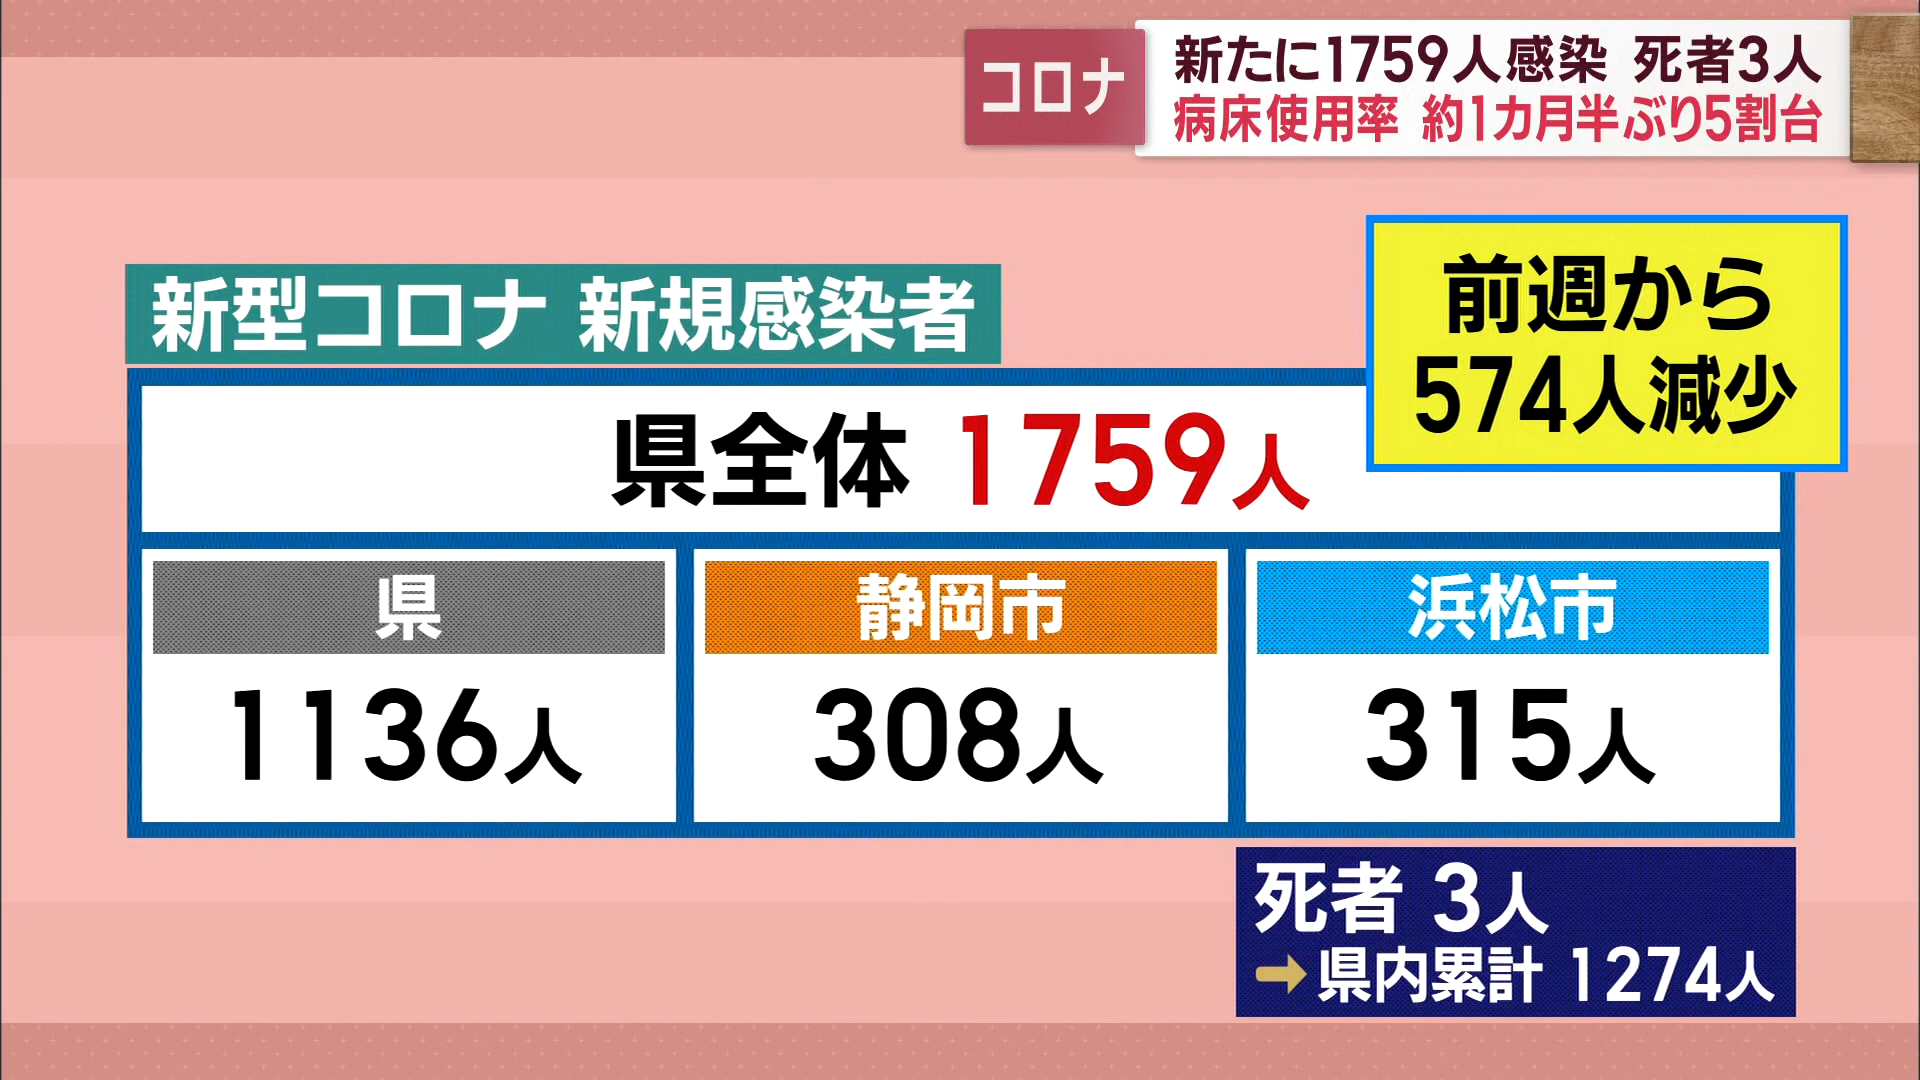 コロナ
新たに1759人感染 死者3人
病床使用率 約1カ月半ぶり5割台
前週から
574人減少
新型コロナ 新規感染者
県全体 1759人
県
静岡市
浜松市
1136人
308人
315人
死者 3人
➡県内累計 1274人